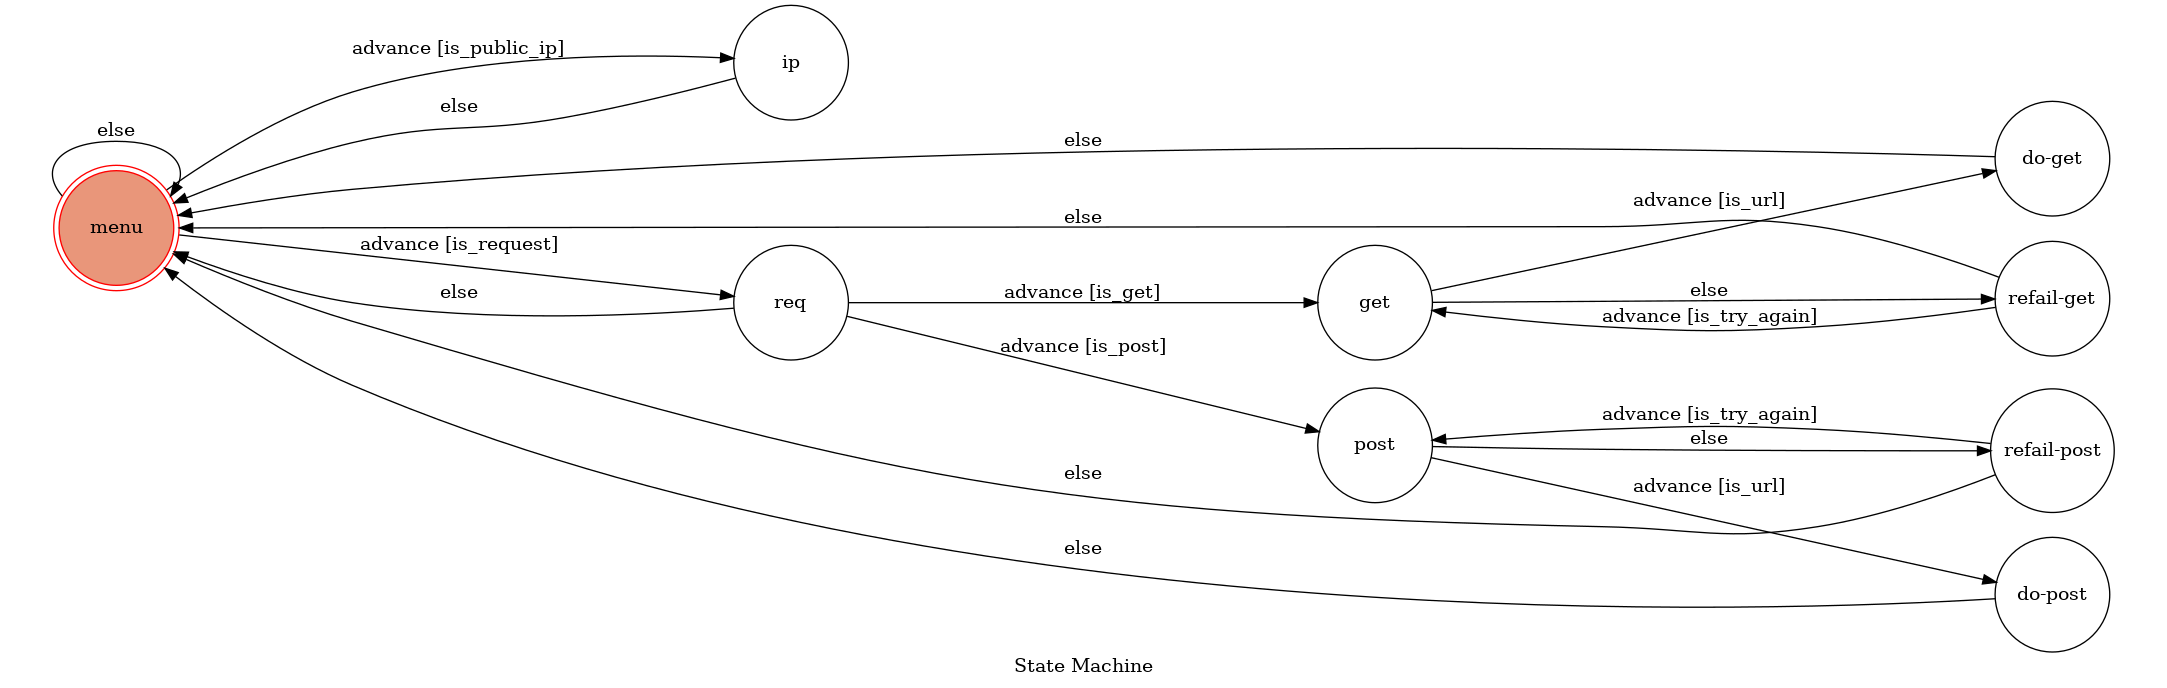 advance [is_public_ip]
ip
else
else
else
do-get
advance [is_url]
else
menu
advance [is_request]
else
req
advance [is_get]
get
else
refail-get
advance [is_try_again]
advance [is_post]
advance [is_try_again]
else
post
refail-post
else
advance [is_url]
else
do-post
State Machine